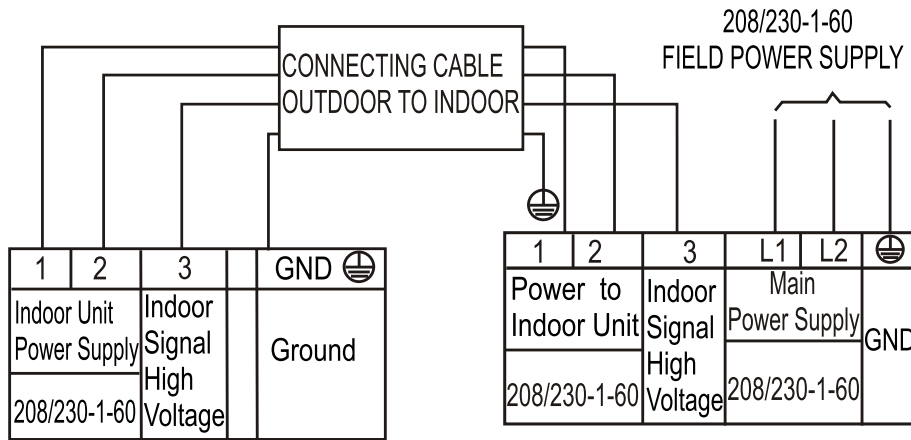 208/230-1-60
FIELD POWER SUPPLY
CONNECTING CABLE
OUTDOOR TO INDOOR
1 2 3 GND
Indoor Unit
Power Supply
208/230-1-60
Indoor
Signal
High
Voltage
Ground
1 2 3 L1 L2
Power to
Indoor Unit
208/230-1-60
Indoor
Signal
High
Voltage
Main
Power Supply
208/230-1-60
GND